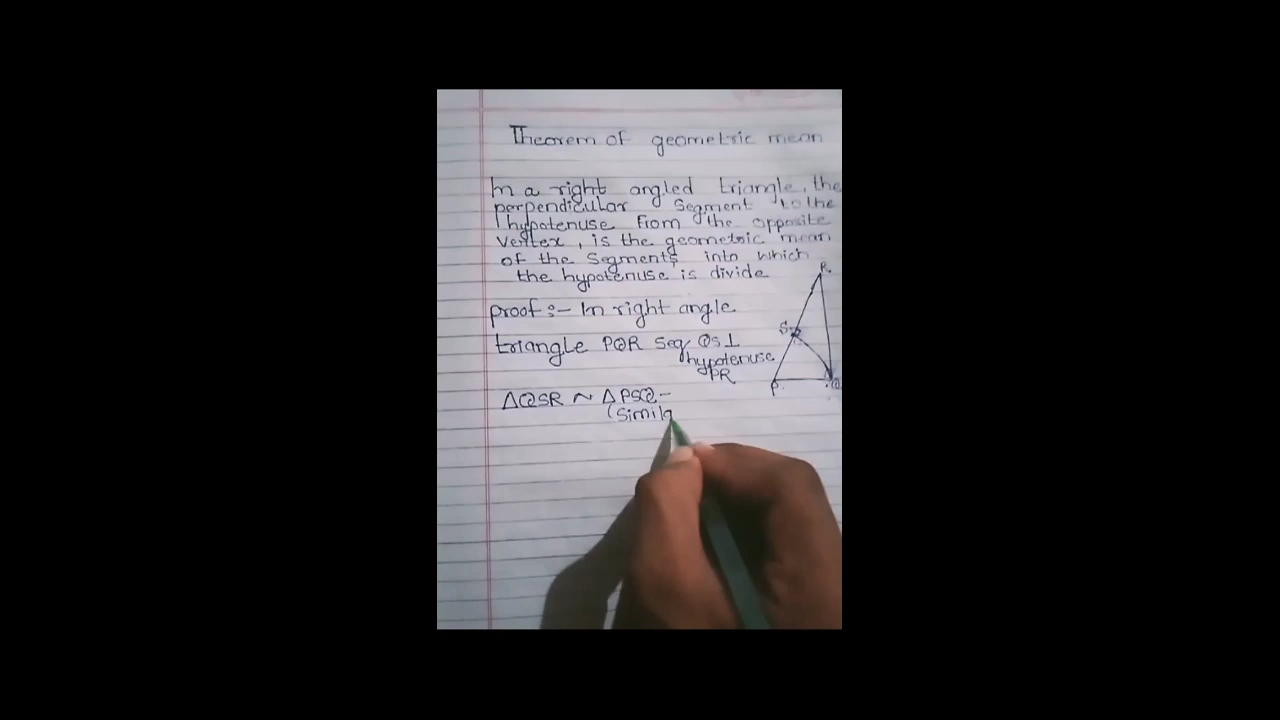 Theorem of geometric mean
In a right angled triangle, the
perpendicular segment to the
hypotenuse from the opposite
vertex, is the geometric mean
of the segments into which
the hypotenuse is divide
R
proof :- In right angle
S
triangle PQR seg QS ⊥
hypotenuse
PR
P
Q
△QSR ~ △PSQ -
(Simila